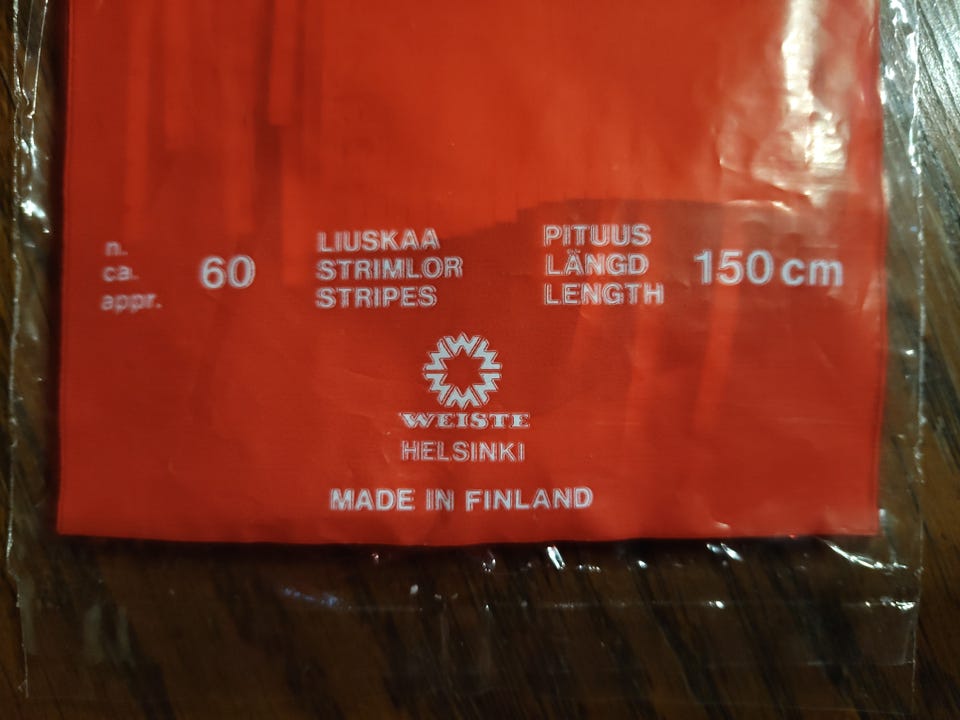 n. 60 LIUSKAA PITUUS 150 cm
ca. STRIMLOR LÄNGD
appr. STRIPES LENGTH
WEISTE
HELSINKI
MADE IN FINLAND